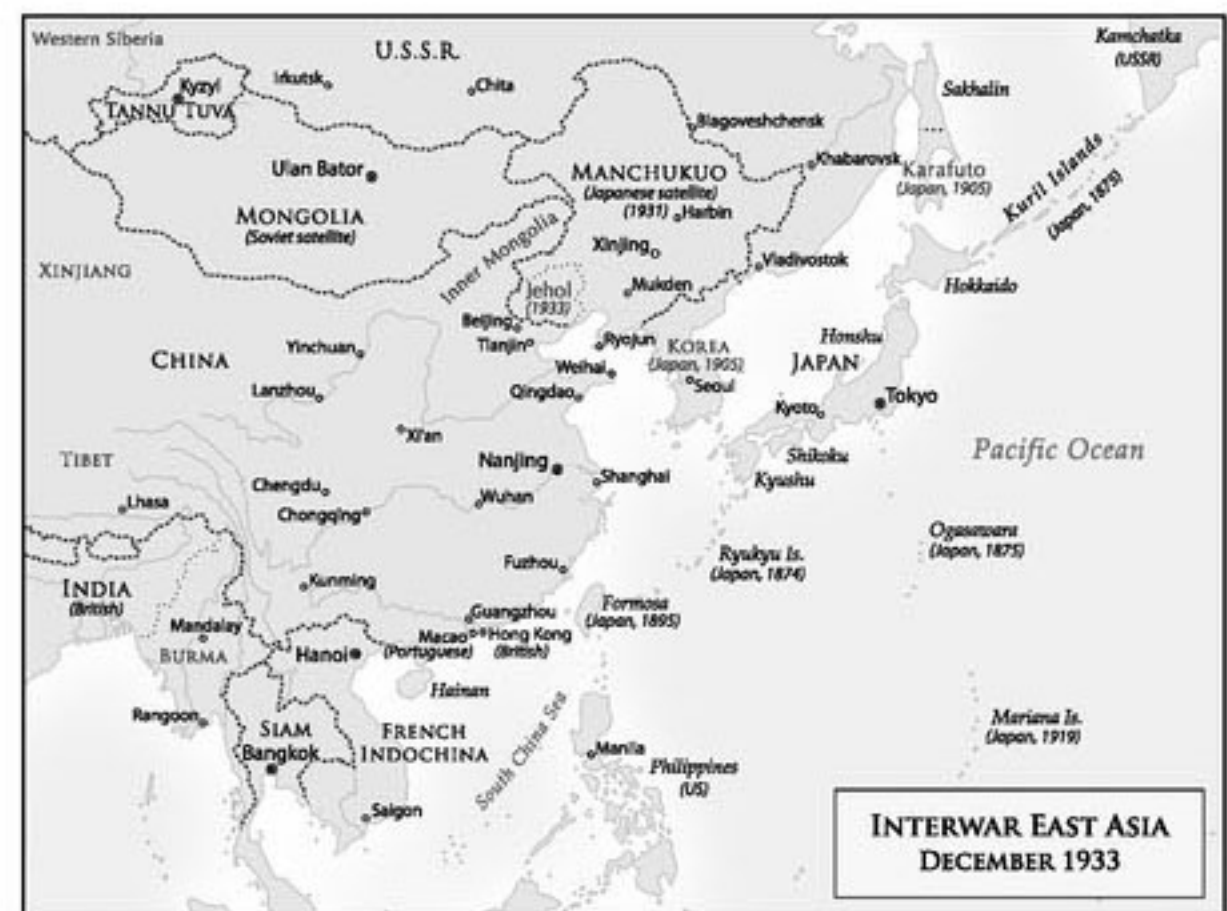 Western Siberia
U.S.S.R.
Kamchatka
(USSR)
Kyzyl
TANNU TUVA
Irkutsk
Chita
Sakhalin
Blagoveshchensk
Khabarovsk
Karafuto
(Japan, 1905)
Kuril Islands
(Japan, 1875)
Ulan Bator
MONGOLIA
(Soviet satellite)
MANCHUKUO
(Japanese satellite)
(1931)
Harbin
Xinjing
Inner Mongolia
Vladivostok
XINJIANG
Jehol
(1933)
Mukden
Hokkaido
Beijing
Tianjin
Ryojun
KOREA
(Japan, 1905)
Seoul
Honshu
JAPAN
CHINA
Yinchuan
Weihai
Lanzhou
Qingdao
Kyoto
Tokyo
Xi'an
Pacific Ocean
TIBET
Nanjing
Shanghai
Shikoku
Kyushu
Chengdu
Wuhan
Lhasa
Chongqing
Ogasawara
(Japan, 1875)
Ryukyu Is.
(Japan, 1874)
Fuzhou
INDIA
(British)
Kunming
Formosa
(Japan, 1895)
Guangzhou
Mandalay
BURMA
Hanoi
Macao
(Portuguese)
Hong Kong
(British)
Hainan
Rangoon
SIAM
Bangkok
FRENCH
INDOCHINA
South China Sea
Mariana Is.
(Japan, 1919)
Manila
Philippines
(US)
Saigon
INTERWAR EAST ASIA
DECEMBER 1933